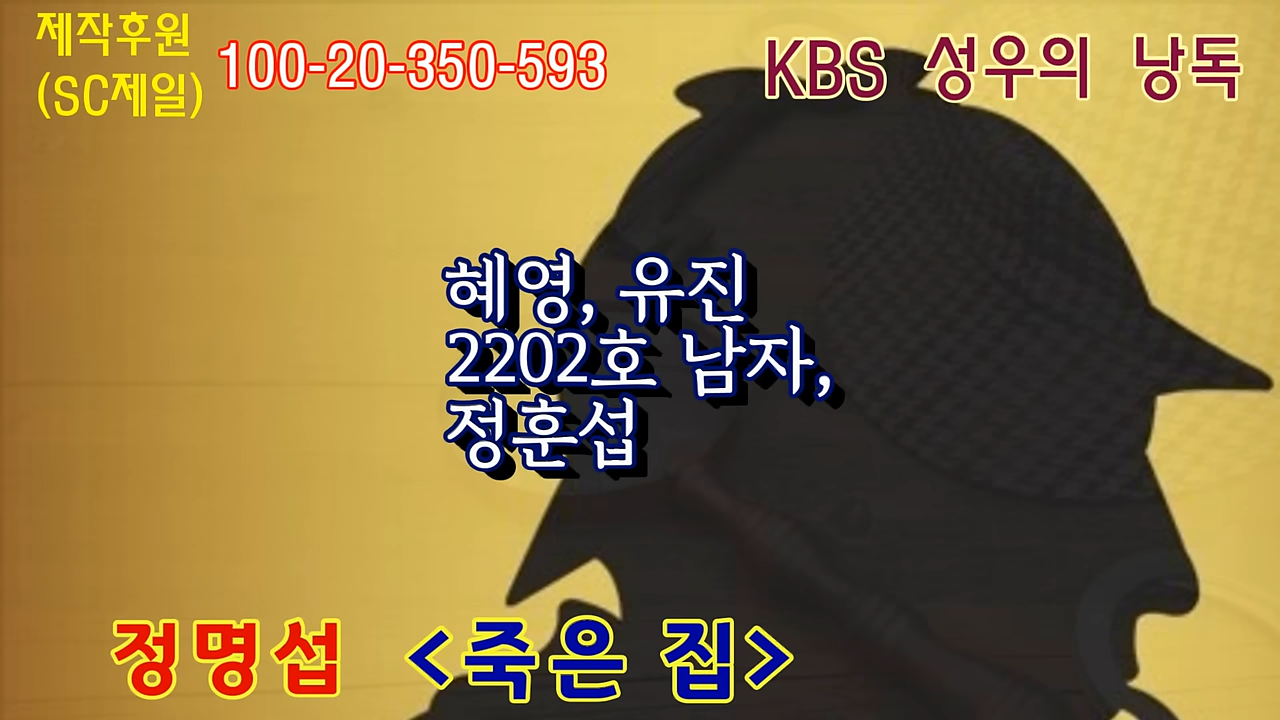 제작후원
(SC제일)
100-20-350-593
KBS 성우의 낭독
혜영, 유진
2202호 남자,
정훈섭
정명섭 <죽은 집>